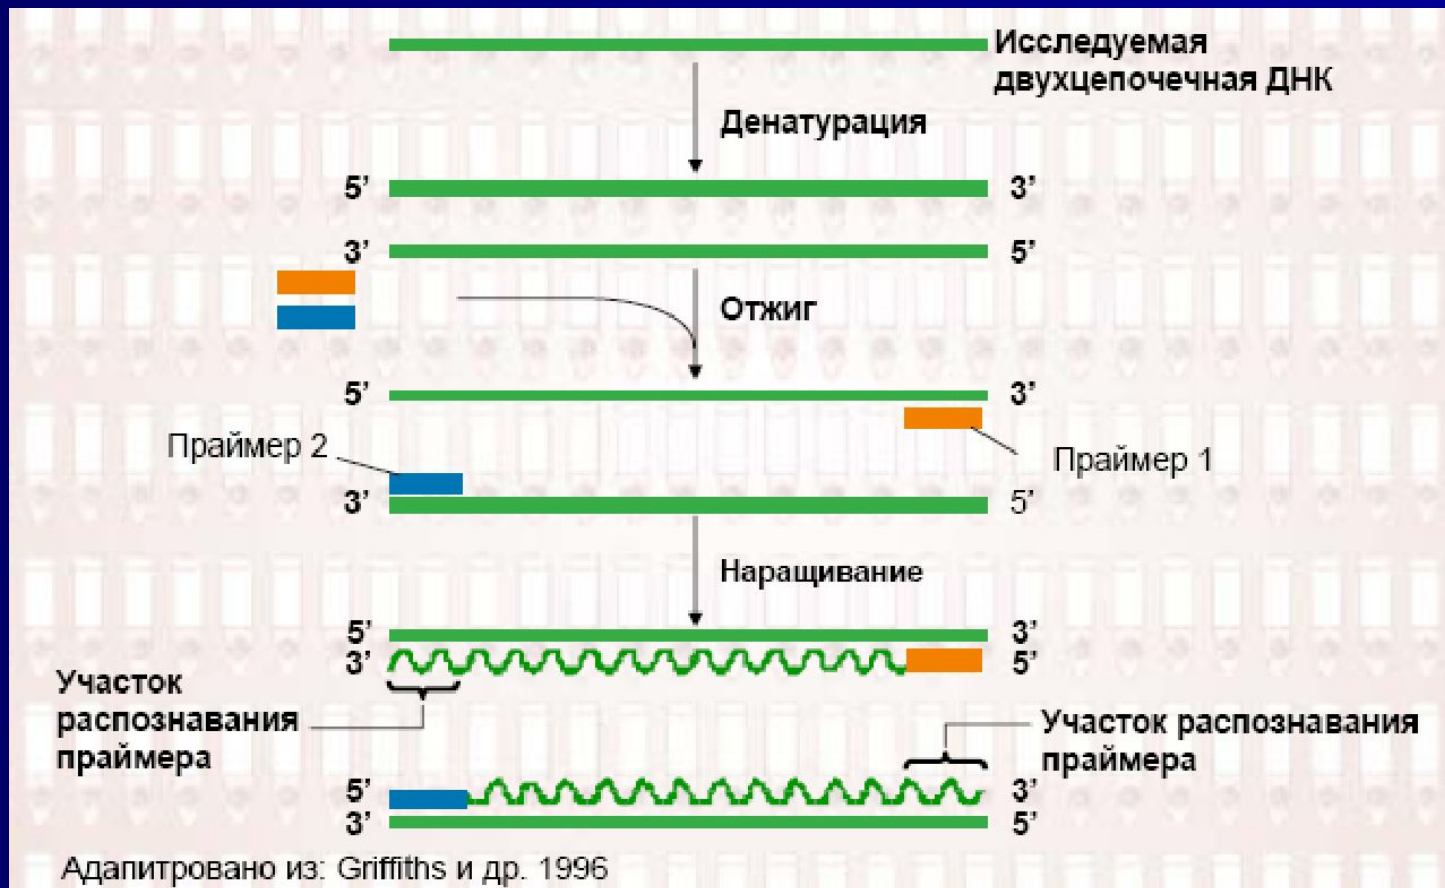 Исследуемая
двухцепочечная ДНК
Денатурация
5’ 3’
3’ 5’
Отжиг
5’ 3’
Праймер 2
Праймер 1
3’ 5’
Наращивание
5’ 3’
3’ 5’
Участок
распознавания
праймера
Участок распознавания
праймера
5’ 3’
3’ 5’
Адапитровано из: Griffiths и др. 1996